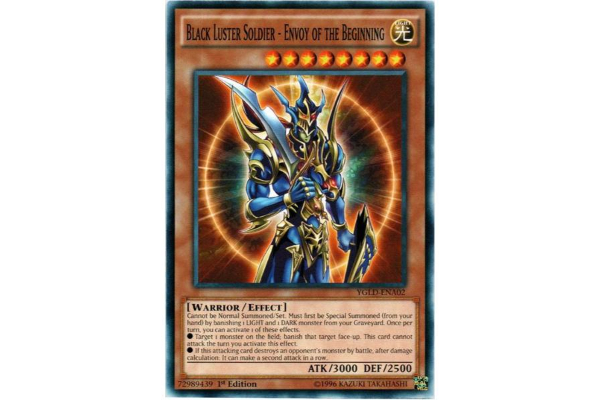 Black Luster Soldier - Envoy of the Beginning
LIGHT
光
YGLD-ENA02
[Warrior/Effect]
Cannot be Normal Summoned/Set. Must first be Special Summoned (from
your hand) by banishing 1 LIGHT and 1 DARK monster from your Graveyard. Once per
turn, you can activate 1 of these effects.
● Target 1 monster on the field; banish that target face-up. This card cannot
attack the turn you activate this effect.
● If this attacking card destroys an opponent's monster by battle, after damage
calculation: It can make a second attack in a row.
ATK/3000 DEF/2500
72989439 1st Edition ©1996 KAZUKI TAKAHASHI